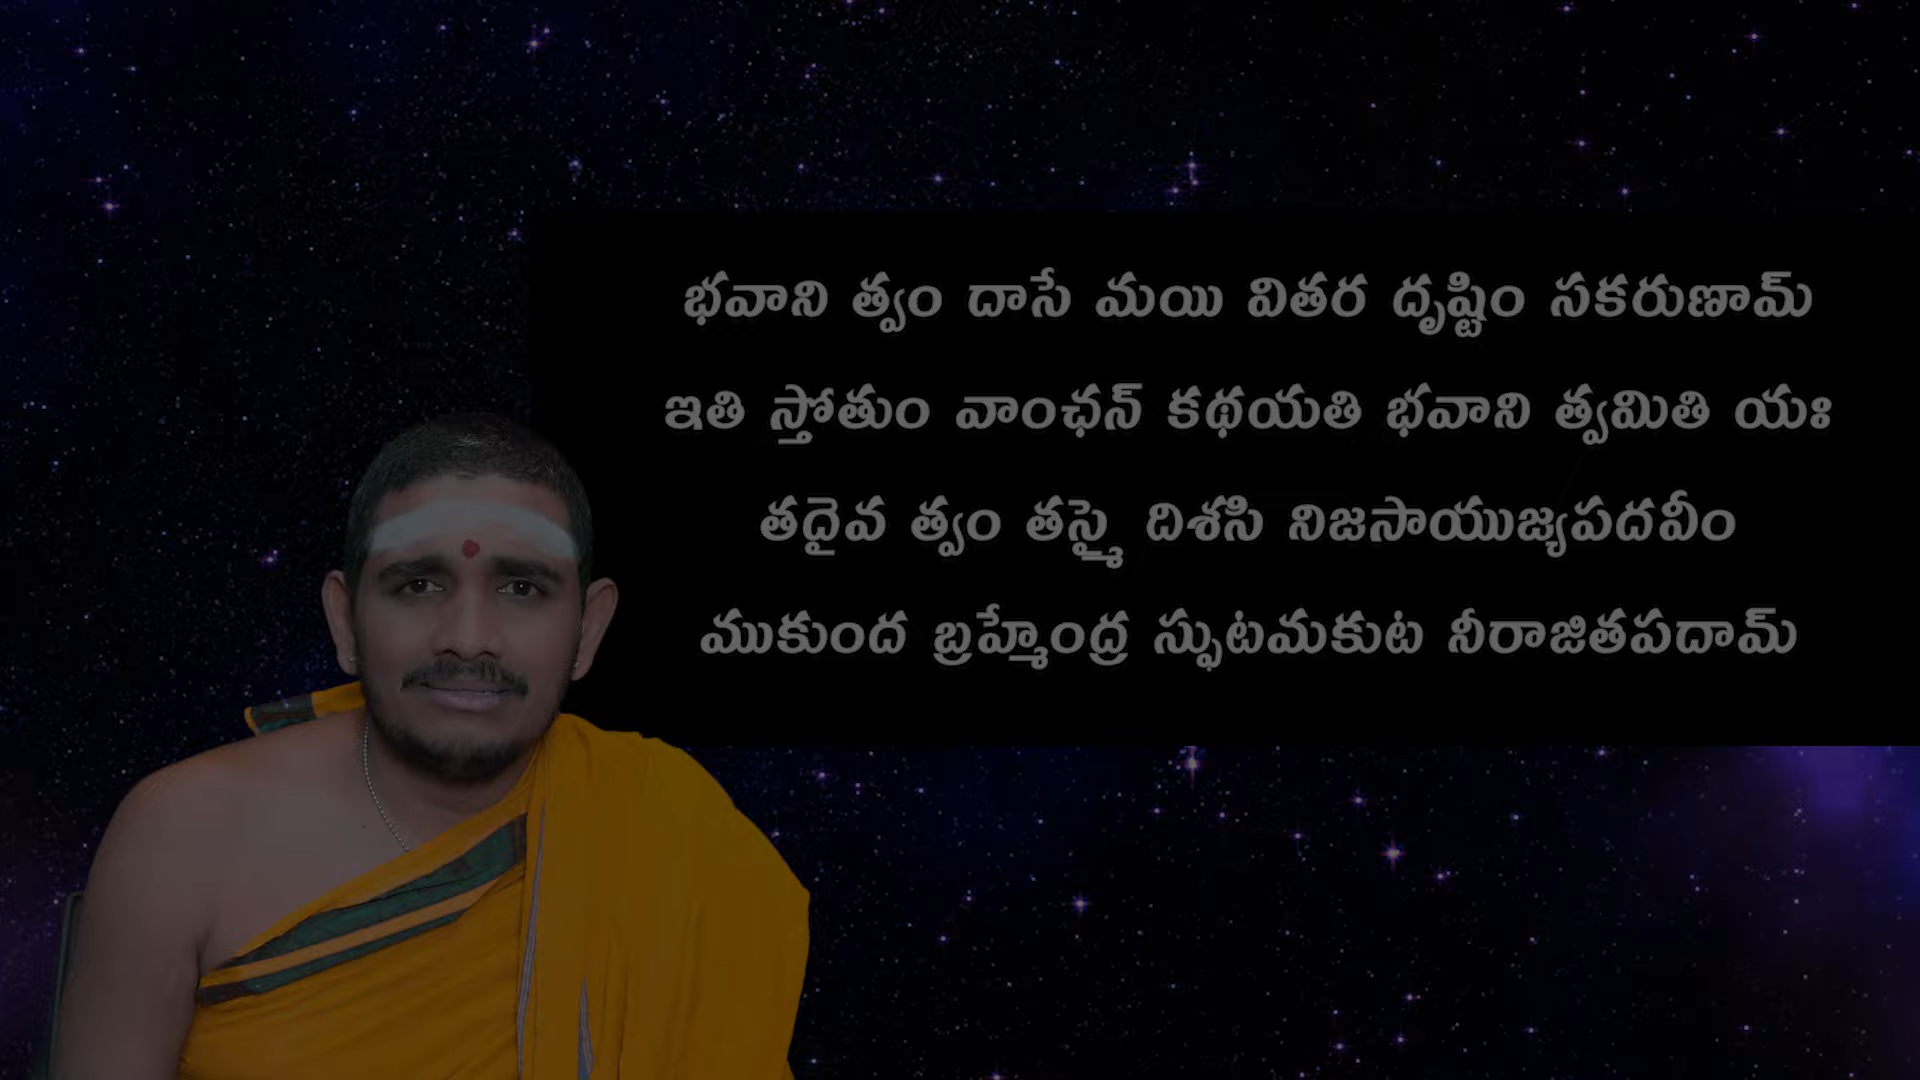 భవాని త్వం దాసే మయి వితర దృష్టిం సకరుణామ్
ఇతి స్తోతుం వాంఛన్ కథయతి భవాని త్వమితి యః
తదైవ త్వం తస్మై దిశసి నిజసాయుజ్యపదవీం
ముకుంద బ్రహ్మేంద్ర స్ఫుటమకుట నీరాజితపదామ్